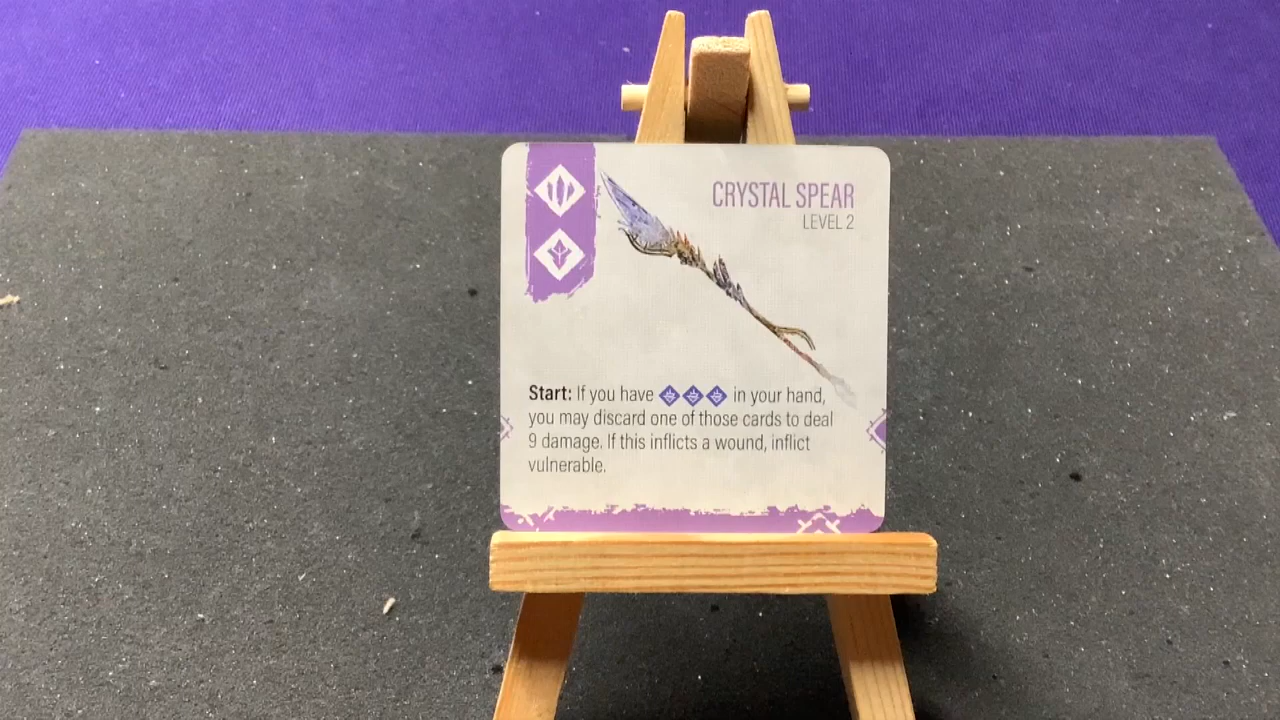 CRYSTAL SPEAR
LEVEL 2
Start: If you have in your hand,
you may discard one of those cards to deal
9 damage. If this inflicts a wound, inflict
vulnerable.